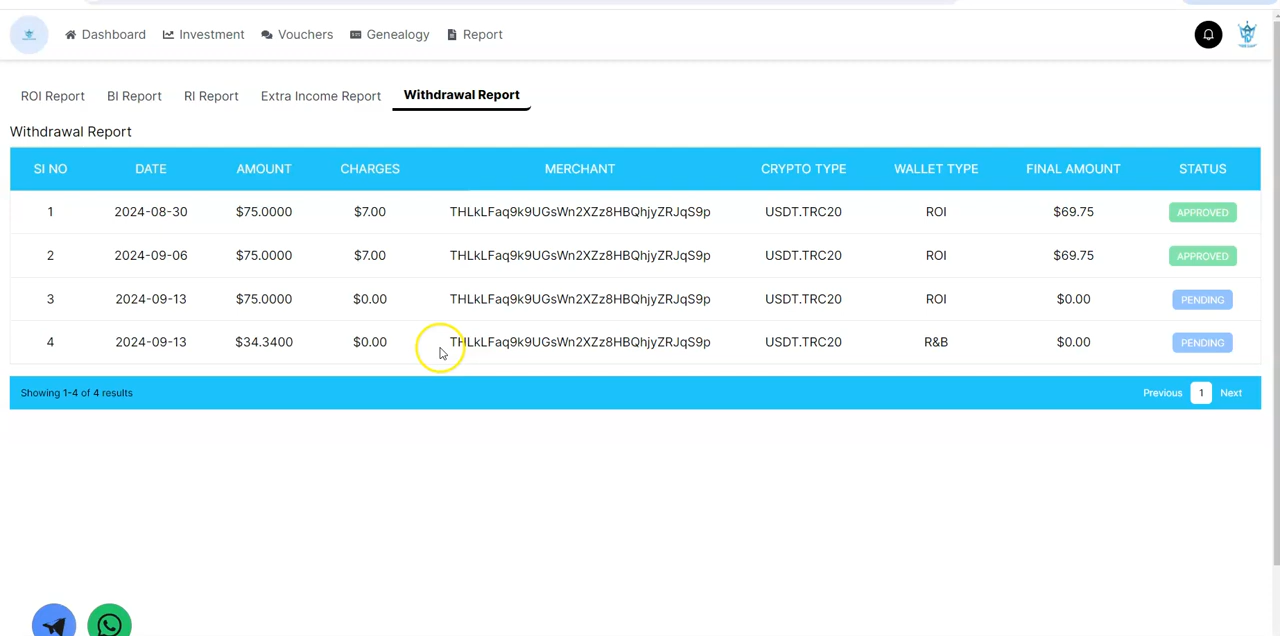 Dashboard Investment Vouchers Genealogy Report
ROI Report BI Report RI Report Extra Income Report Withdrawal Report
Withdrawal Report
SI NO DATE AMOUNT CHARGES MERCHANT CRYPTO TYPE WALLET TYPE FINAL AMOUNT STATUS
1 2024-08-30 $75.0000 $7.00 THLkLFaq9k9UGsWn2XZz8HBQhjyZRJqS9p USDT.TRC20 ROI $69.75 APPROVED
2 2024-09-06 $75.0000 $7.00 THLkLFaq9k9UGsWn2XZz8HBQhjyZRJqS9p USDT.TRC20 ROI $69.75 APPROVED
3 2024-09-13 $75.0000 $0.00 THLkLFaq9k9UGsWn2XZz8HBQhjyZRJqS9p USDT.TRC20 ROI $0.00 PENDING
4 2024-09-13 $34.3400 $0.00 THLkLFaq9k9UGsWn2XZz8HBQhjyZRJqS9p USDT.TRC20 R&B $0.00 PENDING
Showing 1-4 of 4 results Previous 1 Next